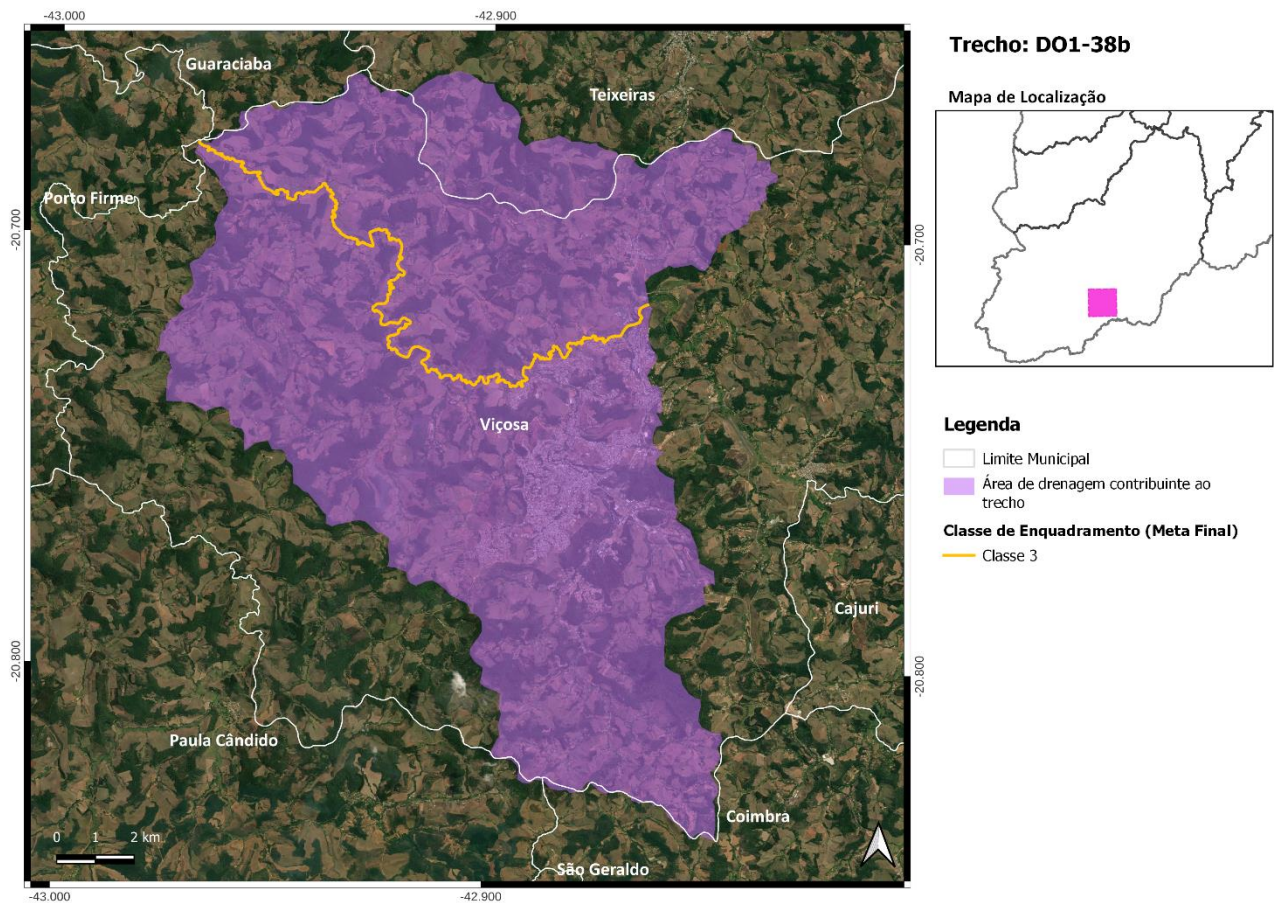 -43.000
-42.900
Trecho: DO1-38b
Guaraciaba
Teixeiras
Mapa de Localização
Porto Firme
-20.700
-20.700
Viçosa
Legenda
Limite Municipal
Área de drenagem contribuinte ao
trecho
Classe de Enquadramento (Meta Final)
Classe 3
Cajuri
-20.800
-20.800
Paula Cândido
Coimbra
0 1 2 km
São Geraldo
-43.000
-42.900